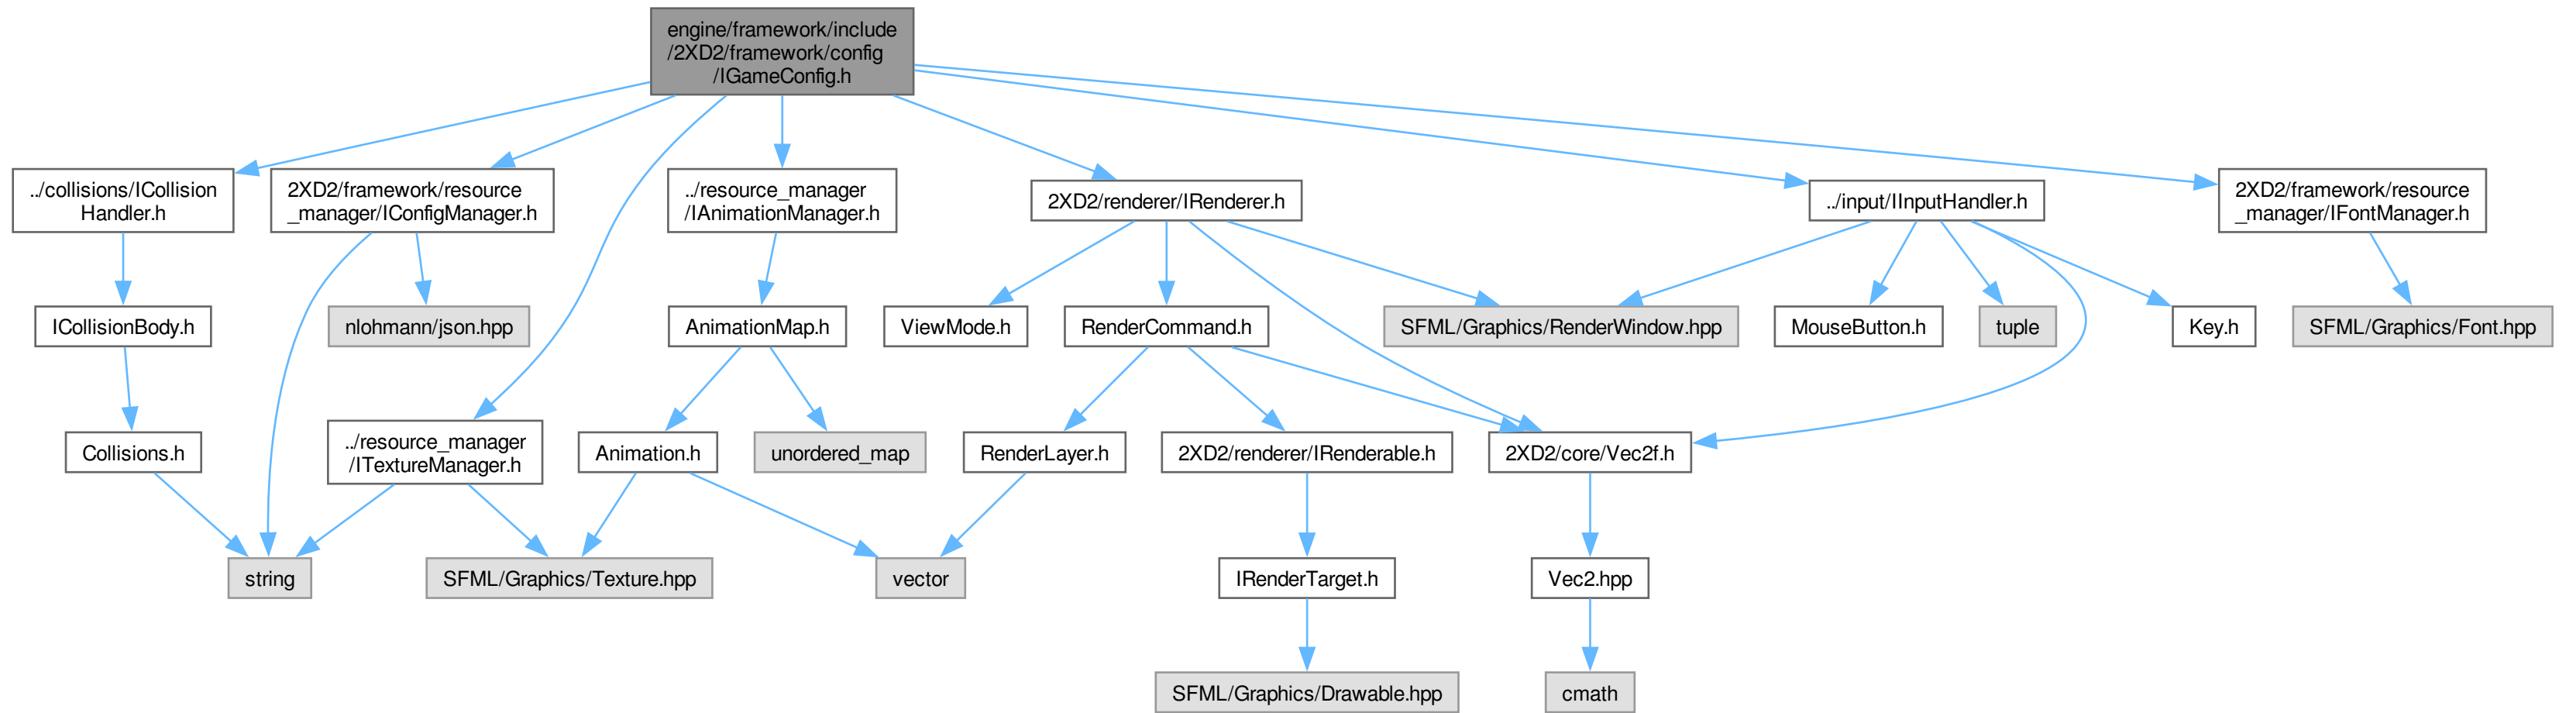 engine/framework/include
/2XD2/framework/config
/IGameConfig.h
../collisions/ICollision
Handler.h
2XD2/framework/resource
_manager/IConfigManager.h
../resource_manager
/IAnimationManager.h
2XD2/renderer/IRenderer.h
../input/IInputHandler.h
2XD2/framework/resource
_manager/IFontManager.h
ICollisionBody.h
nlohmann/json.hpp
AnimationMap.h
ViewMode.h
RenderCommand.h
SFML/Graphics/RenderWindow.hpp
MouseButton.h
tuple
Key.h
SFML/Graphics/Font.hpp
Collisions.h
../resource_manager
/ITextureManager.h
Animation.h
unordered_map
RenderLayer.h
2XD2/renderer/IRenderable.h
2XD2/core/Vec2f.h
string
SFML/Graphics/Texture.hpp
vector
IRenderTarget.h
Vec2.hpp
SFML/Graphics/Drawable.hpp
cmath